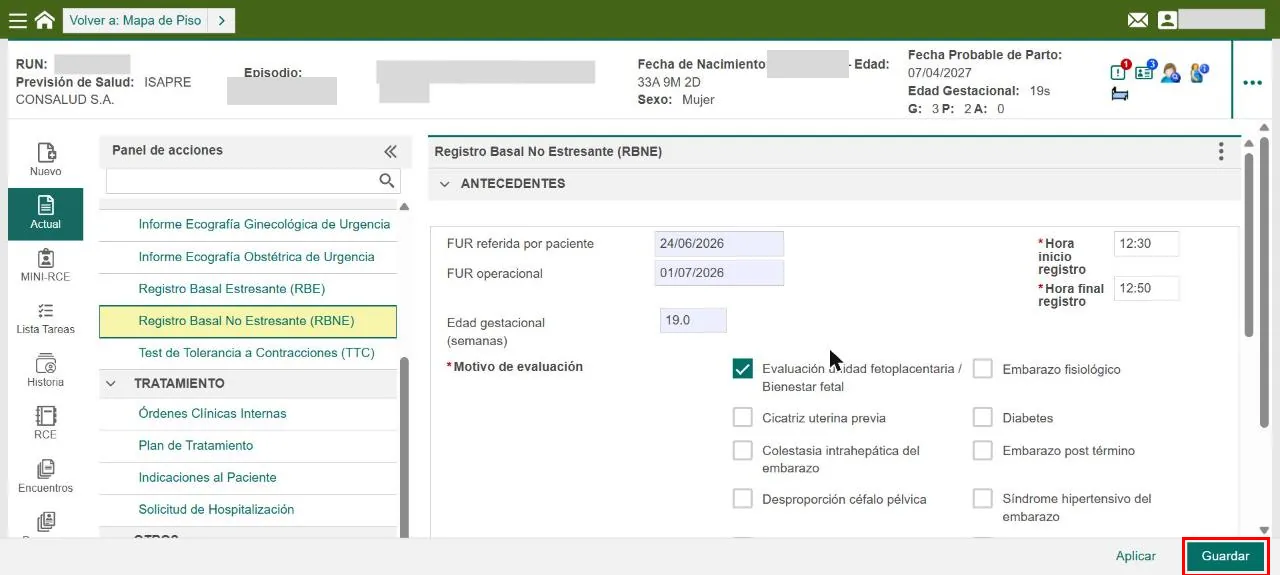 Volver a: Mapa de Piso
RUN:
Previsión de Salud: ISAPRE
CONSALUD S.A.
Episodio:
Fecha de Nacimiento - Edad:
33A 9M 2D
Sexo: Mujer
Fecha Probable de Parto:
07/04/2027
Edad Gestacional: 19s
G: 3 P: 2 A: 0
1
3
Nuevo
Actual
MINI-RCE
Lista Tareas
Historia
RCE
Encuentros
Panel de acciones
Informe Ecografía Ginecológica de Urgencia
Informe Ecografía Obstétrica de Urgencia
Registro Basal Estresante (RBE)
Registro Basal No Estresante (RBNE)
Test de Tolerancia a Contracciones (TTC)
TRATAMIENTO
Órdenes Clínicas Internas
Plan de Tratamiento
Indicaciones al Paciente
Solicitud de Hospitalización
OTROS
Registro Basal No Estresante (RBNE)
ANTECEDENTES
FUR referida por paciente 24/06/2026
FUR operacional 01/07/2026
Edad gestacional
(semanas)
19.0
*Hora
inicio
registro
12:30
*Hora final
registro
12:50
*Motivo de evaluación
Evaluación unidad fetoplacentaria /
Bienestar fetal
Embarazo fisiológico
Cicatriz uterina previa
Diabetes
Colestasia intrahepática del
embarazo
Embarazo post término
Desproporción céfalo pélvica
Síndrome hipertensivo del
embarazo
Aplicar
Guardar